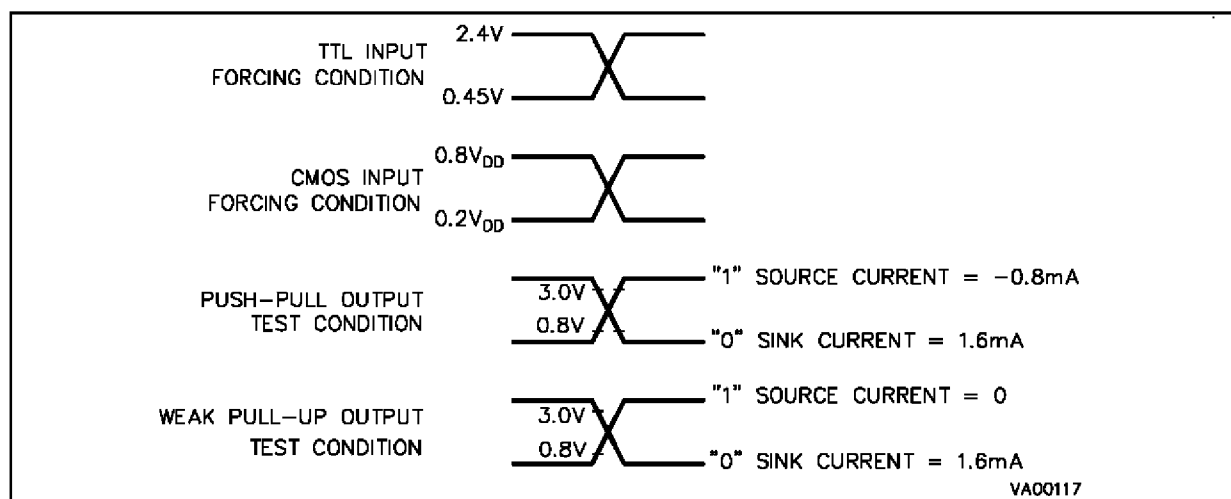 TTL INPUT
FORCING CONDITION
2.4V
0.45V
CMOS INPUT
FORCING CONDITION
0.8VDD
0.2VDD
PUSH-PULL OUTPUT
TEST CONDITION
3.0V
0.8V
"1" SOURCE CURRENT = -0.8mA
"0" SINK CURRENT = 1.6mA
WEAK PULL-UP OUTPUT
TEST CONDITION
3.0V
0.8V
"1" SOURCE CURRENT = 0
"0" SINK CURRENT = 1.6mA
VA00117